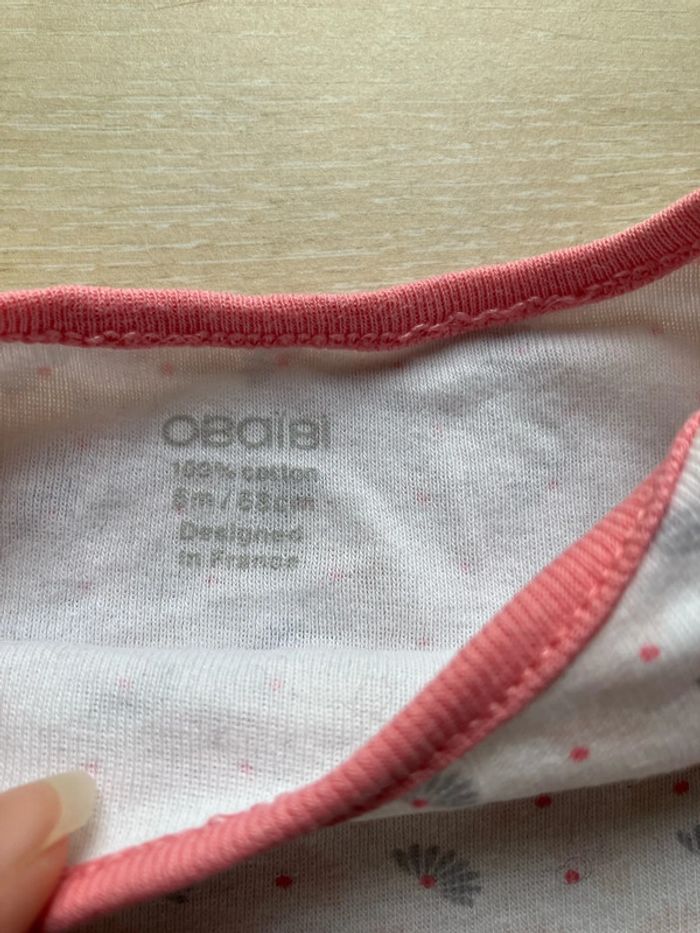 OBAÏBI
100% cotton
6m / 68cm
Designed
in France